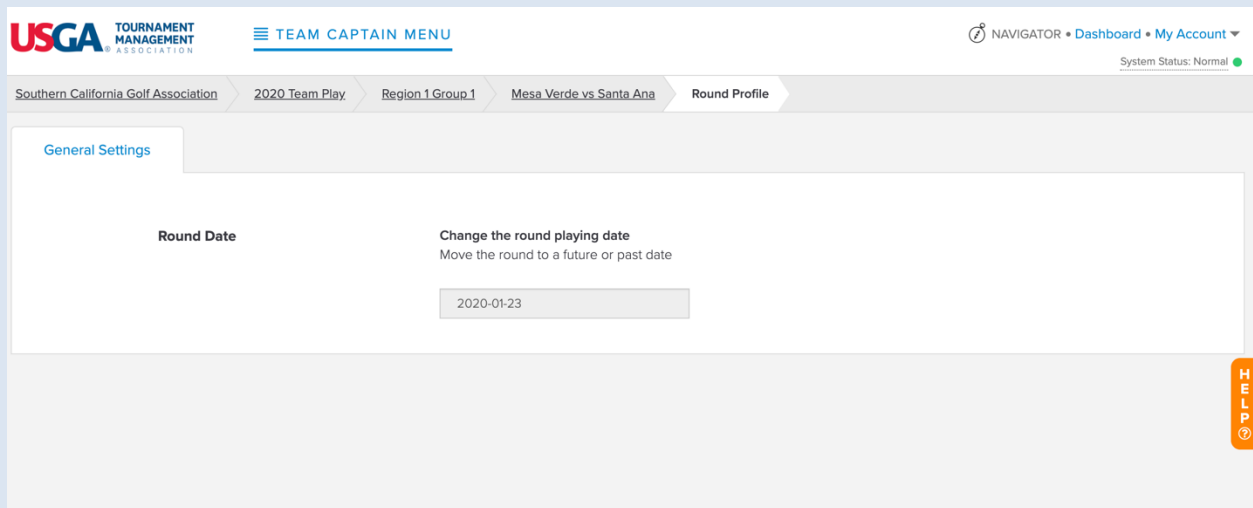 USGA® TOURNAMENT MANAGEMENT ASSOCIATION
TEAM CAPTAIN MENU
NAVIGATOR • Dashboard • My Account
System Status: Normal
Southern California Golf Association 2020 Team Play Region 1 Group 1 Mesa Verde vs Santa Ana Round Profile
General Settings
Round Date
Change the round playing date
Move the round to a future or past date
2020-01-23
HELP?